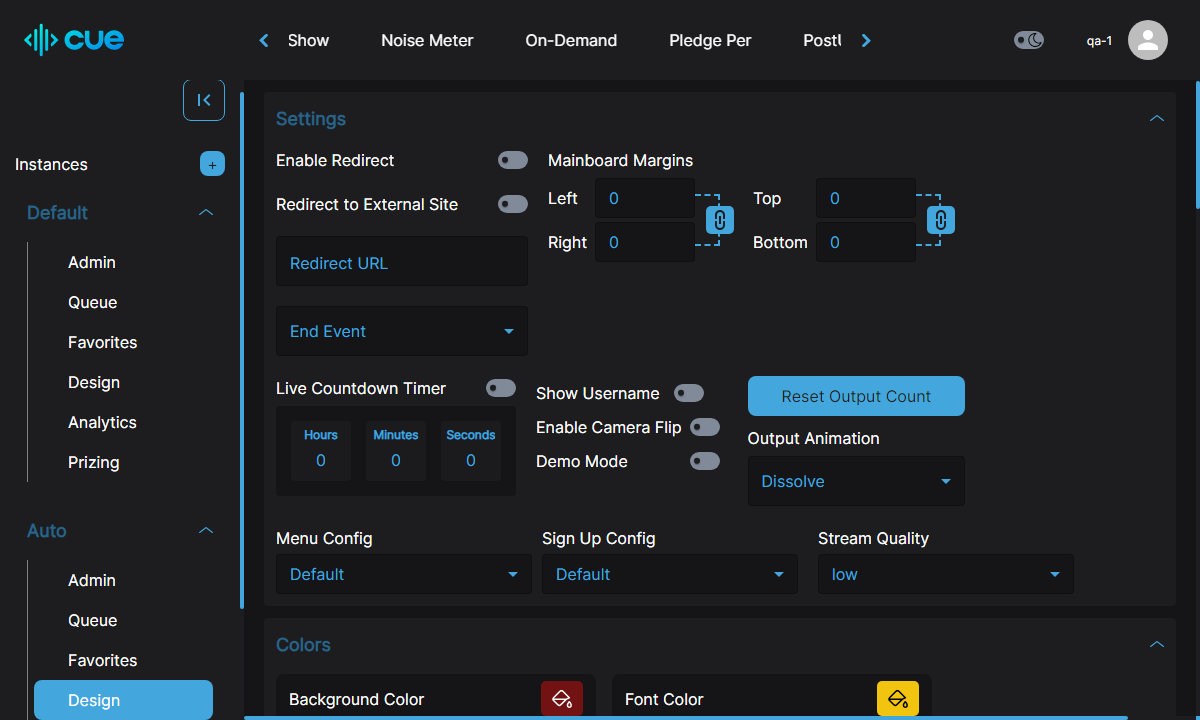 cue
Show
Noise Meter
On-Demand
Pledge Per
qa-1
Instances
+
Default
Admin
Queue
Favorites
Design
Analytics
Prizing
Auto
Admin
Queue
Favorites
Design
Settings
Enable Redirect
Redirect to External Site
Redirect URL
End Event
Mainboard Margins
Left 0
Right 0
Top 0
Bottom 0
Live Countdown Timer
Hours Minutes Seconds
0 0 0
Show Username
Enable Camera Flip
Demo Mode
Reset Output Count
Output Animation
Dissolve
Menu Config
Default
Sign Up Config
Default
Stream Quality
low
Colors
Background Color
Font Color